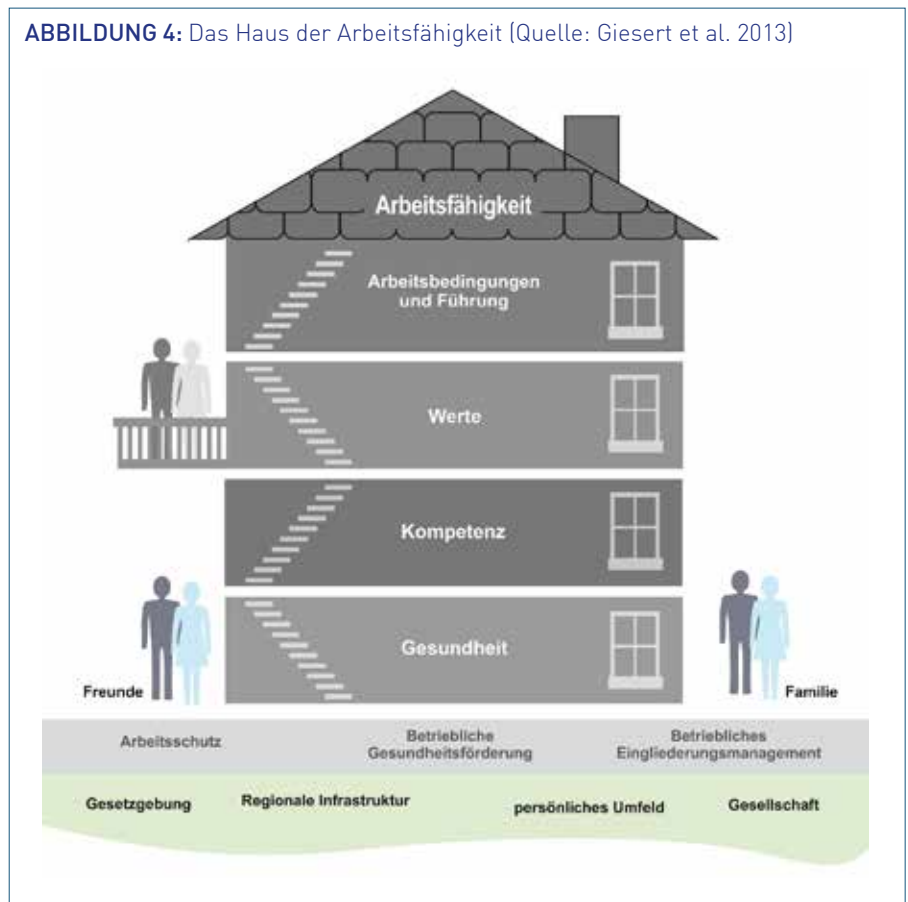 ABBILDUNG 4: Das Haus der Arbeitsfähigkeit (Quelle: Giesert et al. 2013)
Arbeitsfähigkeit
Arbeitsbedingungen
und Führung
Werte
Kompetenz
Gesundheit
Freunde
Familie
Arbeitsschutz
Betriebliche
Gesundheitsförderung
Betriebliches
Eingliederungsmanagement
Gesetzgebung
Regionale Infrastruktur
persönliches Umfeld
Gesellschaft